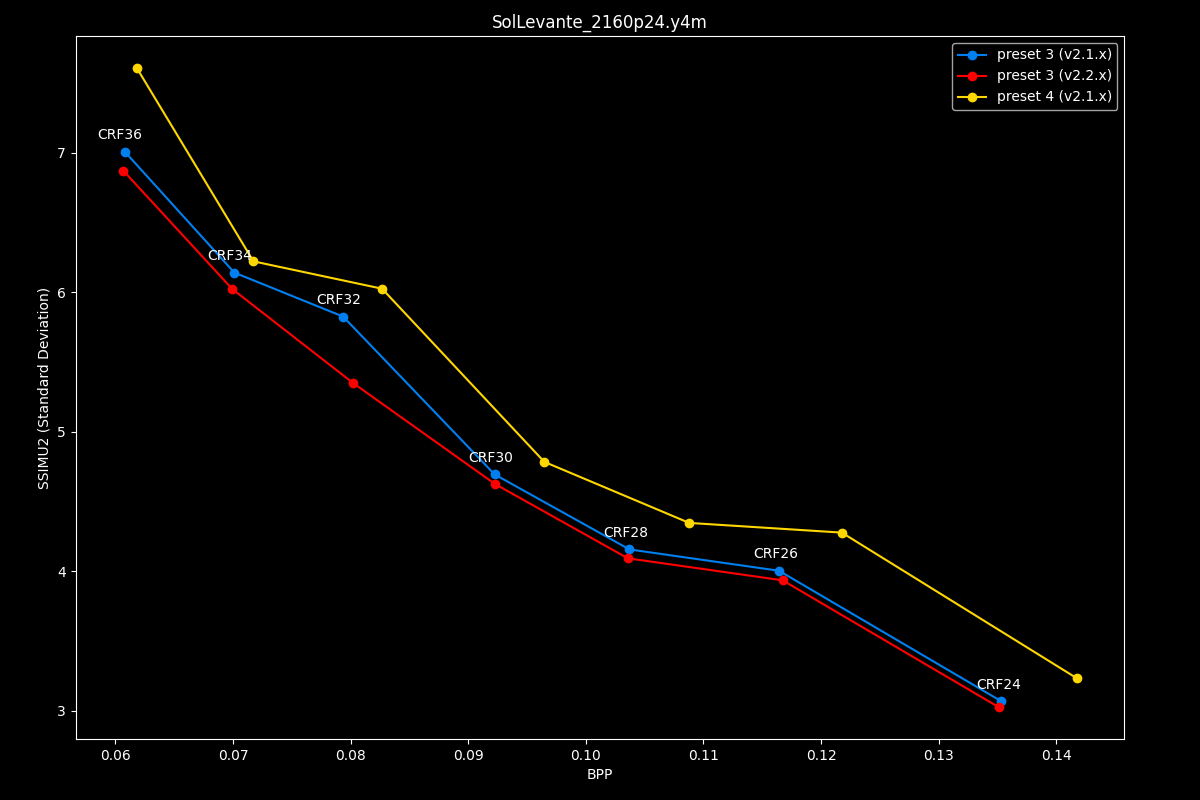 SolLevante_2160p24.y4m
preset 3 (v2.1.x)
preset 3 (v2.2.x)
preset 4 (v2.1.x)
CRF36
CRF34
CRF32
CRF30
CRF28
CRF26
CRF24
SSIMU2 (Standard Deviation)
7
6
5
4
3
0.06 0.07 0.08 0.09 0.10 0.11 0.12 0.13 0.14
BPP